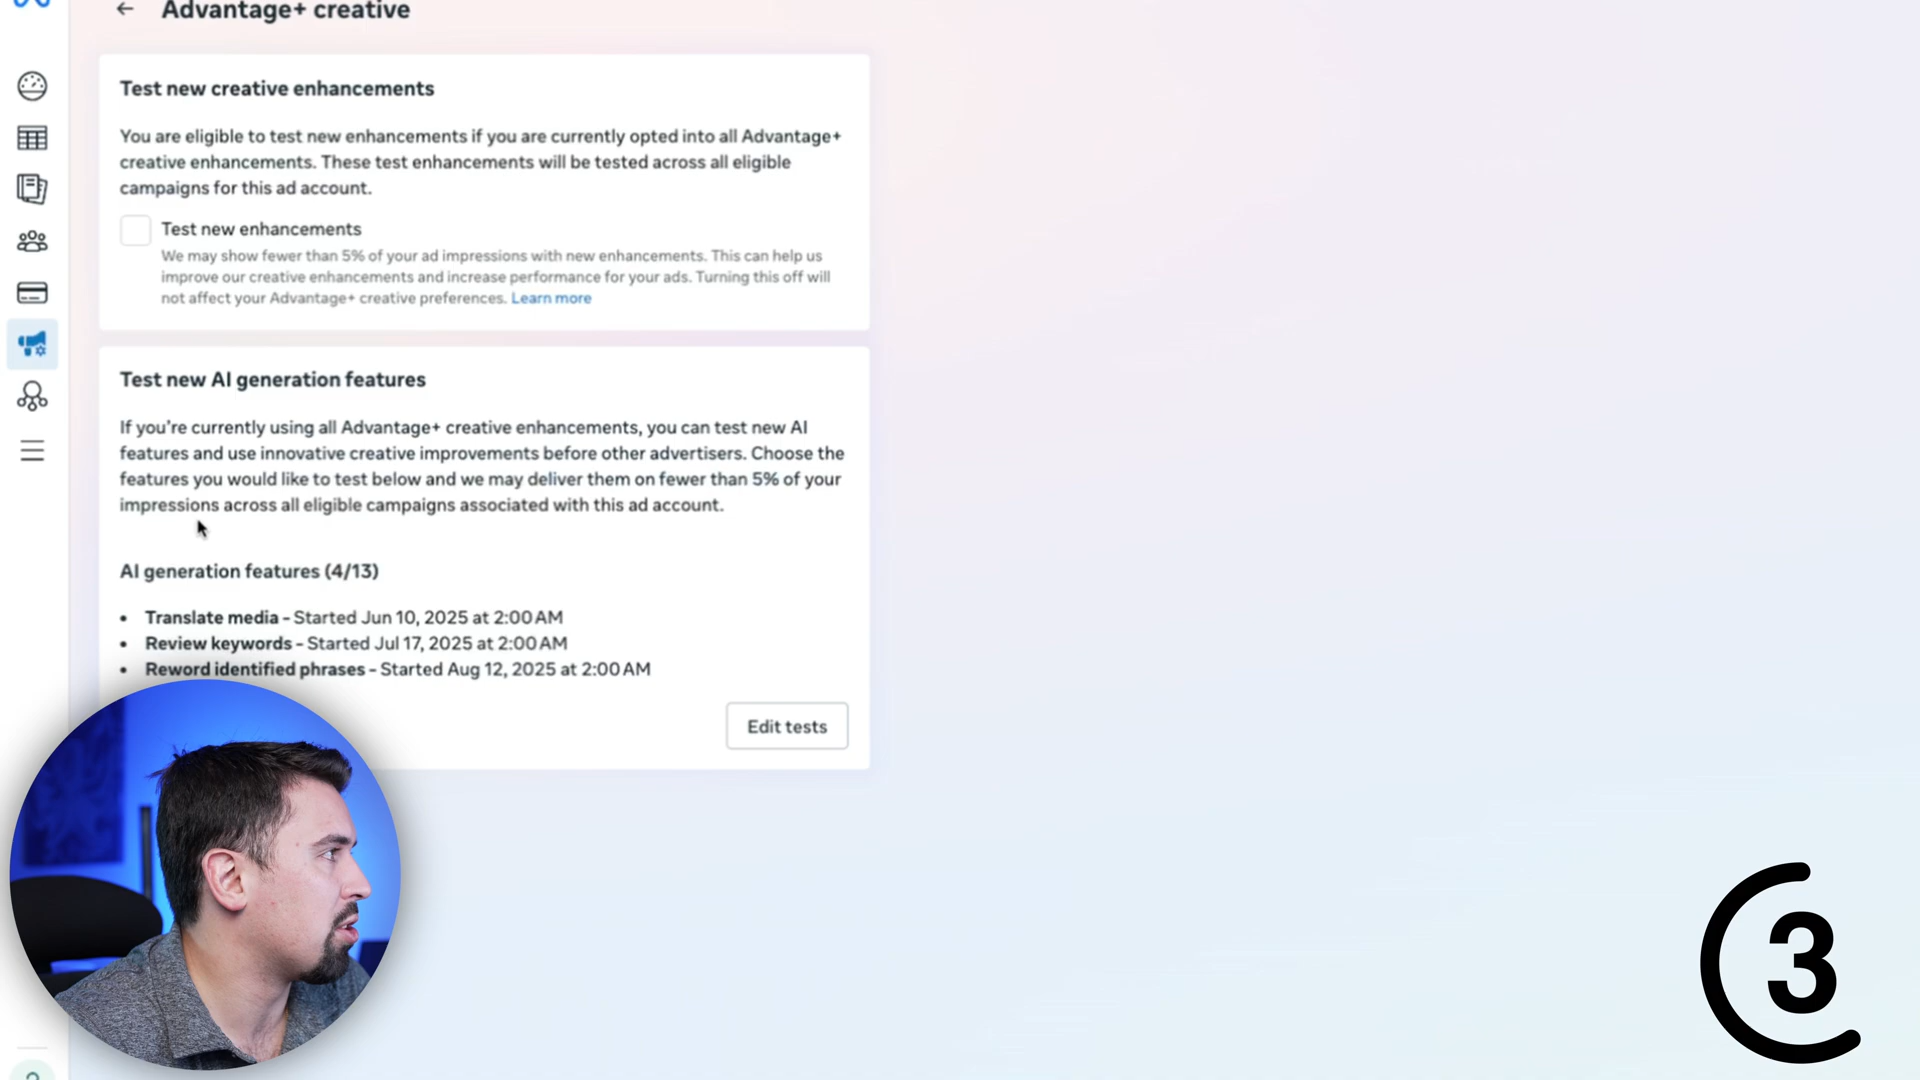 Advantage+ creative
Test new creative enhancements
You are eligible to test new enhancements if you are currently opted into all Advantage+
creative enhancements. These test enhancements will be tested across all eligible
campaigns for this ad account.
Test new enhancements
We may show fewer than 5% of your ad impressions with new enhancements. This can help us
improve our creative enhancements and increase performance for your ads. Turning this off will
not affect your Advantage+ creative preferences. Learn more
Test new AI generation features
If you're currently using all Advantage+ creative enhancements, you can test new AI
features and use innovative creative improvements before other advertisers. Choose the
features you would like to test below and we may deliver them on fewer than 5% of your
impressions across all eligible campaigns associated with this ad account.
AI generation features (4/13)
• Translate media - Started Jun 10, 2025 at 2:00 AM
• Review keywords - Started Jul 17, 2025 at 2:00 AM
• Reword identified phrases - Started Aug 12, 2025 at 2:00 AM
Edit tests
3